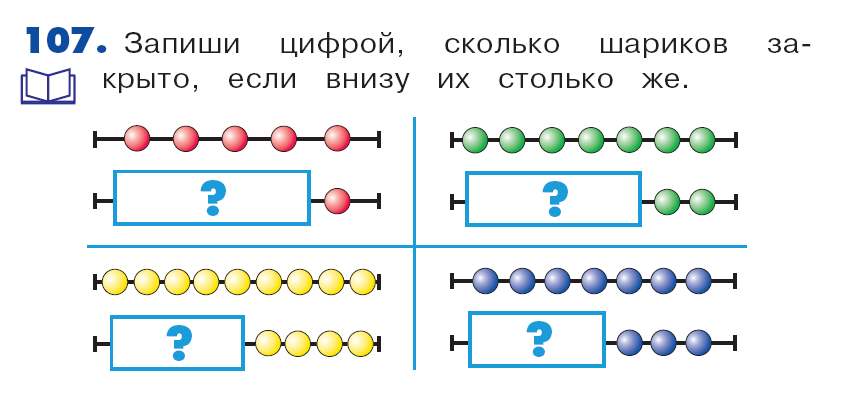 107. Запиши цифрой, сколько шариков за-
крыто, если внизу их столько же.
?
?
?
?